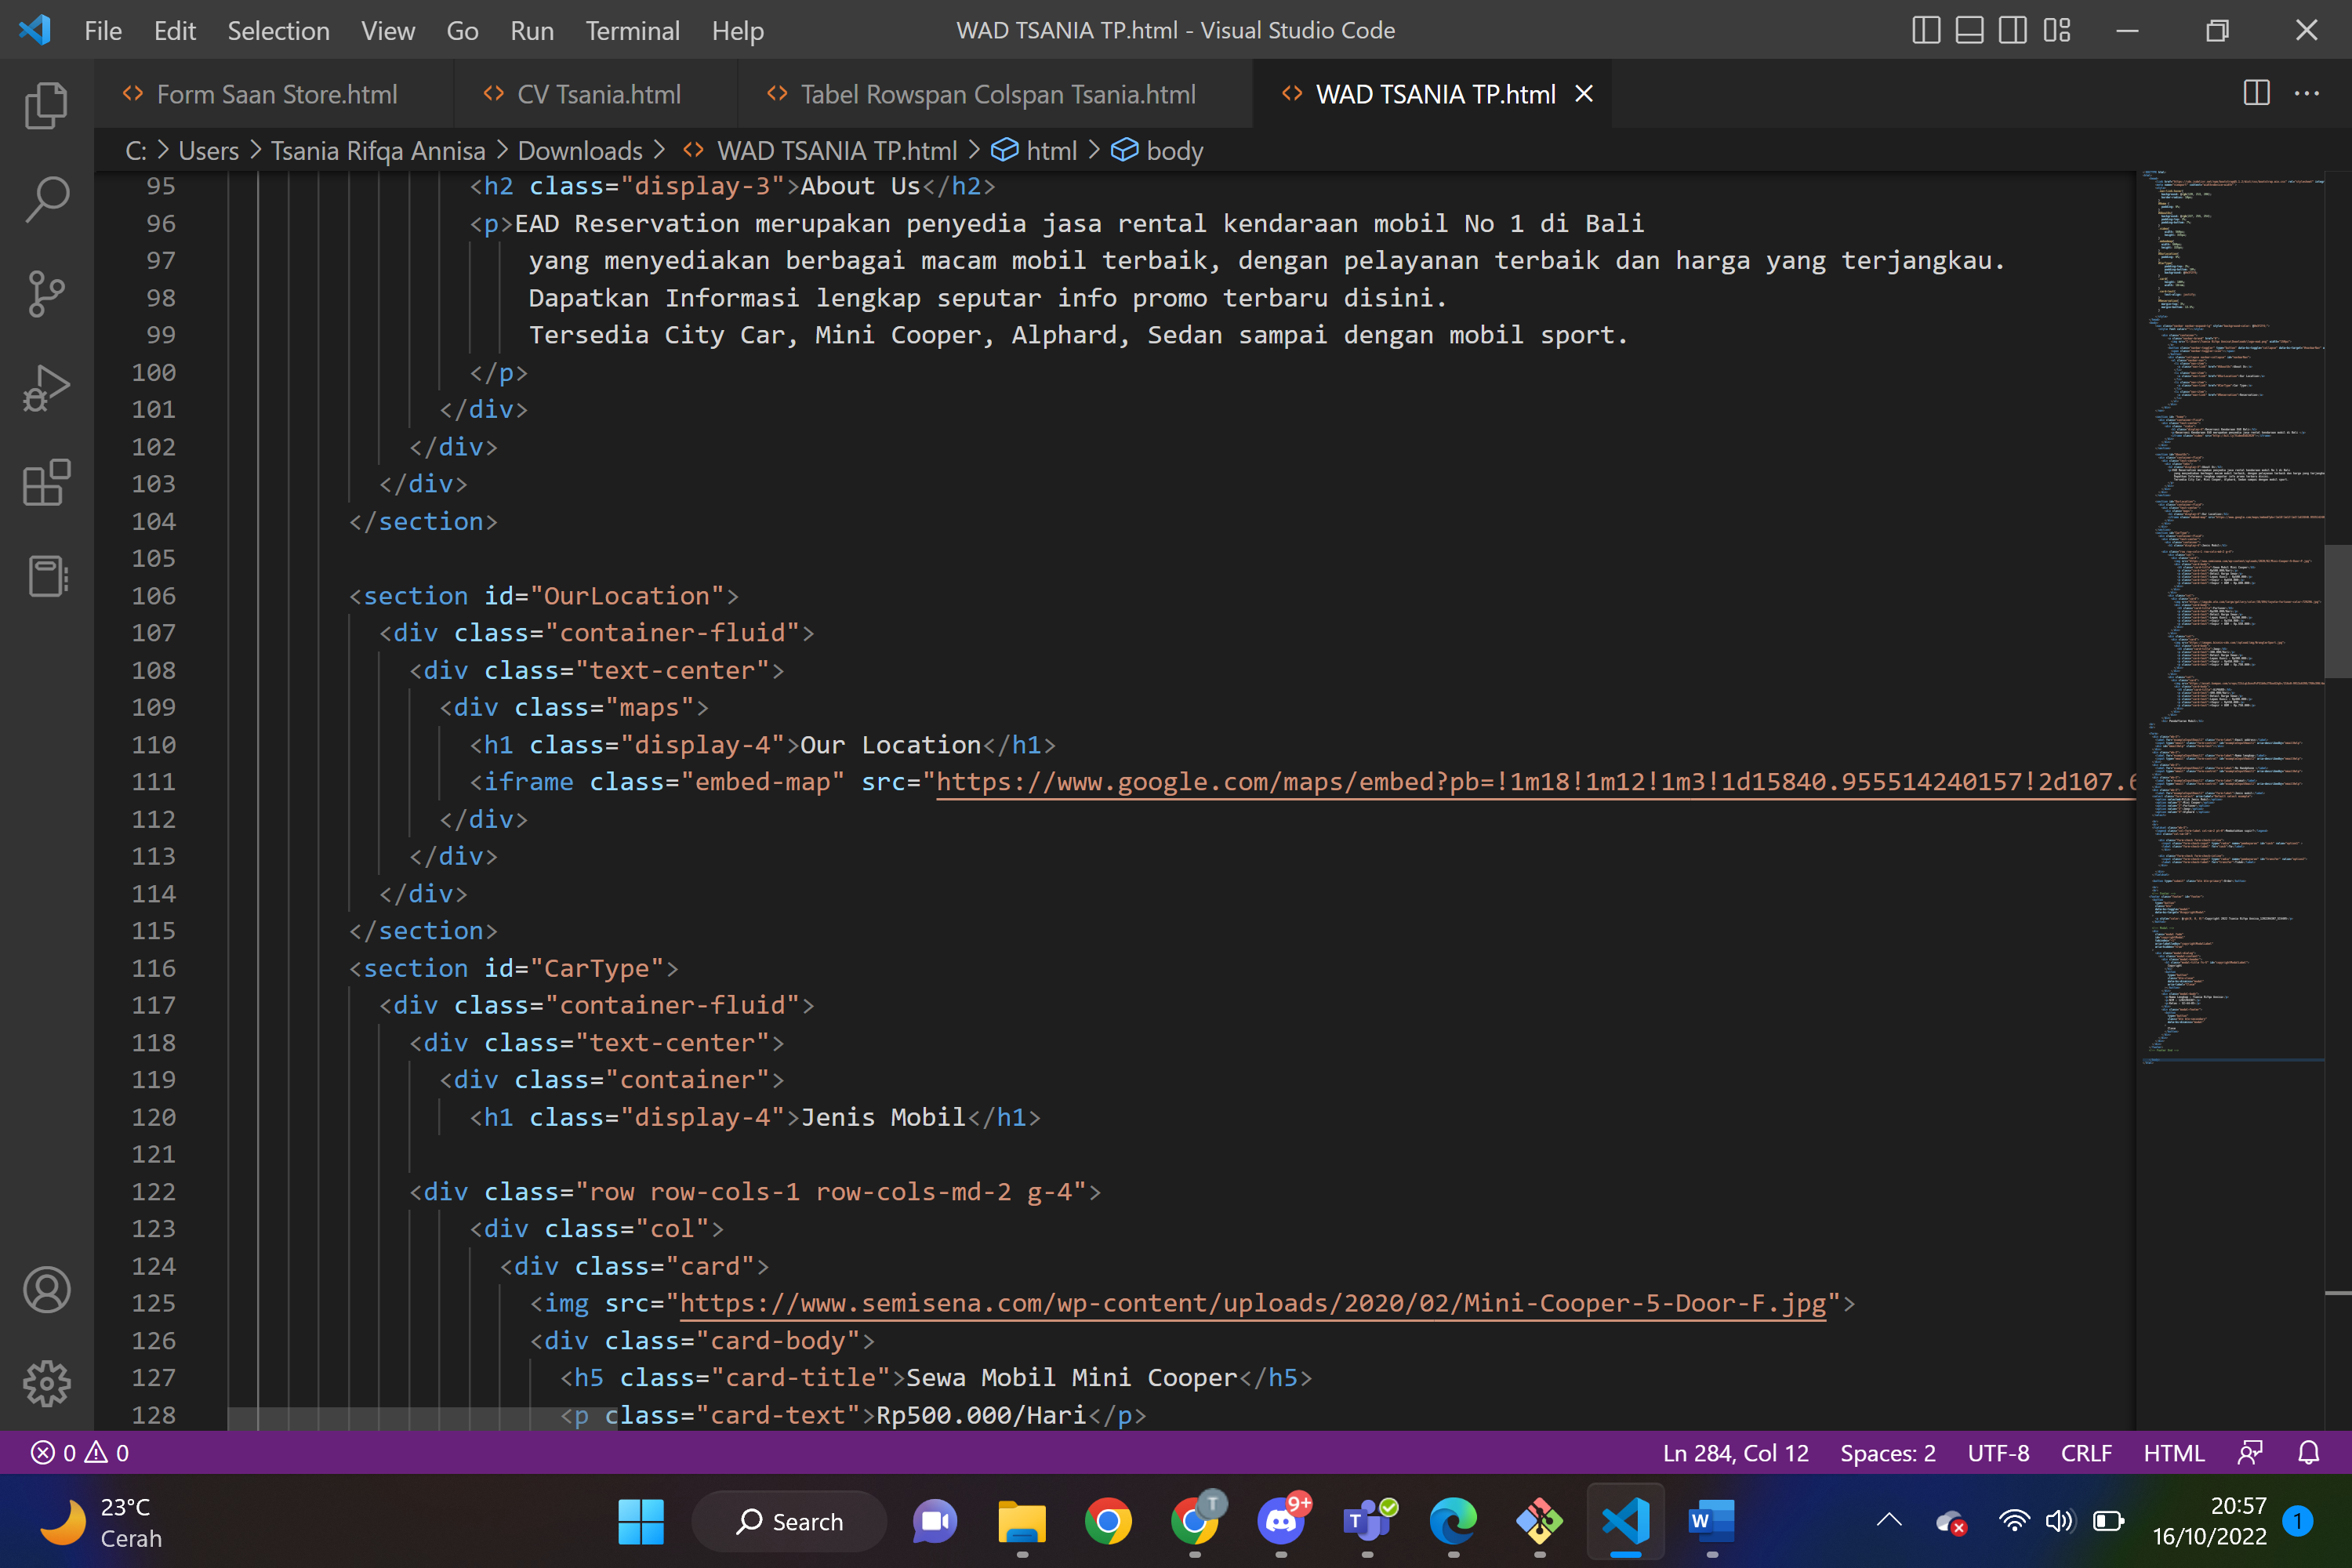 File Edit Selection View Go Run Terminal Help WAD TSANIA TP.html - Visual Studio Code
Form Saan Store.html CV Tsania.html Tabel Rowspan Colspan Tsania.html WAD TSANIA TP.html
C: > Users > Tsania Rifqa Annisa > Downloads > WAD TSANIA TP.html > html > body
95 <h2 class="display-3">About Us</h2>
96 <p>EAD Reservation merupakan penyedia jasa rental kendaraan mobil No 1 di Bali
97 yang menyediakan berbagai macam mobil terbaik, dengan pelayanan terbaik dan harga yang terjangkau.
98 Dapatkan Informasi lengkap seputar info promo terbaru disini.
99 Tersedia City Car, Mini Cooper, Alphard, Sedan sampai dengan mobil sport.
100 </p>
101 </div>
102 </div>
103 </div>
104 </section>
105
106 <section id="OurLocation">
107 <div class="container-fluid">
108 <div class="text-center">
109 <div class="maps">
110 <h1 class="display-4">Our Location</h1>
111 <iframe class="embed-map" src="https://www.google.com/maps/embed?pb=!1m18!1m12!1m3!1d15840.955514240157!2d107.6
112 </div>
113 </div>
114 </div>
115 </section>
116 <section id="CarType">
117 <div class="container-fluid">
118 <div class="text-center">
119 <div class="container">
120 <h1 class="display-4">Jenis Mobil</h1>
121
122 <div class="row row-cols-1 row-cols-md-2 g-4">
123 <div class="col">
124 <div class="card">
125 <img src="https://www.semisena.com/wp-content/uploads/2020/02/Mini-Cooper-5-Door-F.jpg">
126 <div class="card-body">
127 <h5 class="card-title">Sewa Mobil Mini Cooper</h5>
128 <p class="card-text">Rp500.000/Hari</p>
0 0 Ln 284, Col 12 Spaces: 2 UTF-8 CRLF HTML
23°C
Cerah
Search
T
9+
T
W
20:57
16/10/2022
1